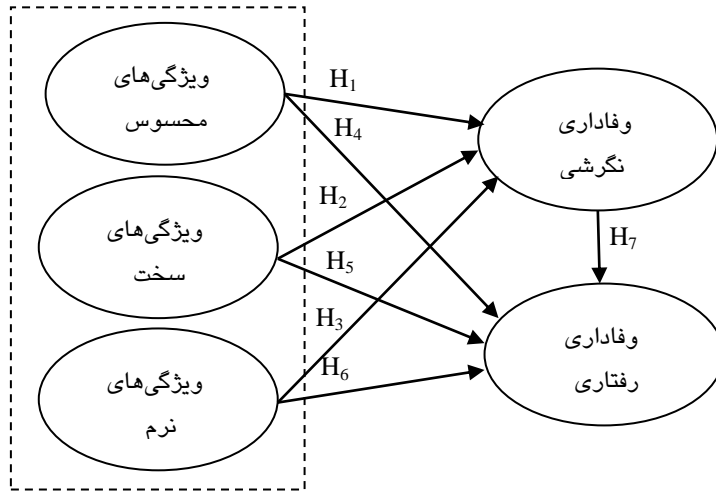 ویژگی‌های
محسوس
ویژگی‌های
سخت
ویژگی‌های
نرم
H₁
H₄
H₂
H₅
H₃
H₆
وفاداری
نگرشی
H₇
وفاداری
رفتاری